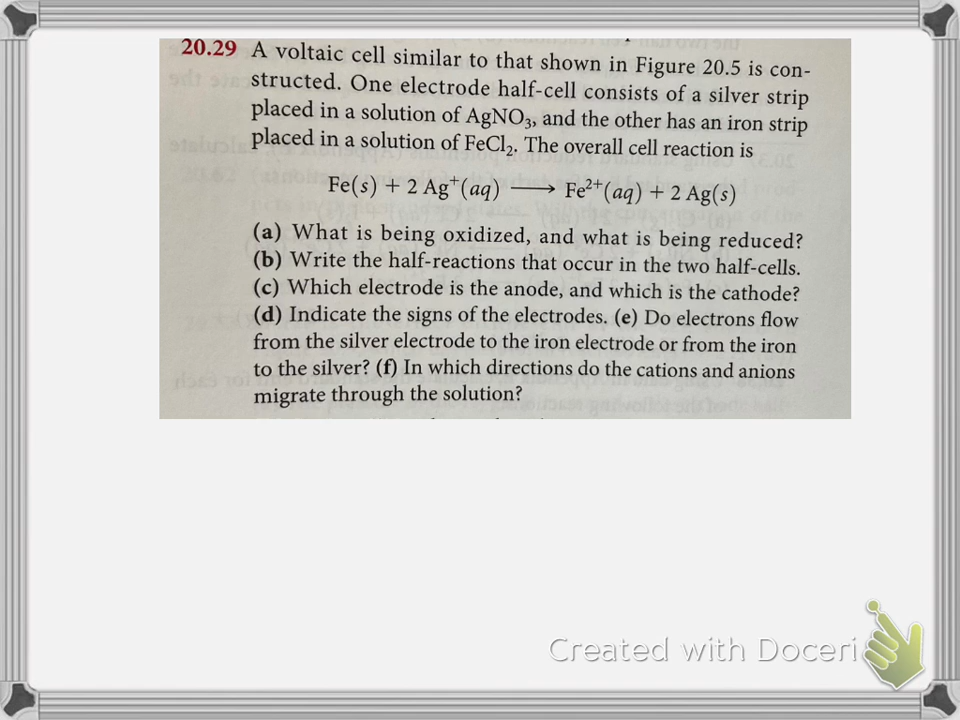 20.29 A voltaic cell similar to that shown in Figure 20.5 is con-
structed. One electrode half-cell consists of a silver strip
placed in a solution of AgNO₃, and the other has an iron strip
placed in a solution of FeCl₂. The overall cell reaction is
Fe(s) + 2 Ag⁺(aq) ⟶ Fe²⁺(aq) + 2 Ag(s)
(a) What is being oxidized, and what is being reduced?
(b) Write the half-reactions that occur in the two half-cells.
(c) Which electrode is the anode, and which is the cathode?
(d) Indicate the signs of the electrodes. (e) Do electrons flow
from the silver electrode to the iron electrode or from the iron
to the silver? (f) In which directions do the cations and anions
migrate through the solution?
Created with Doceri